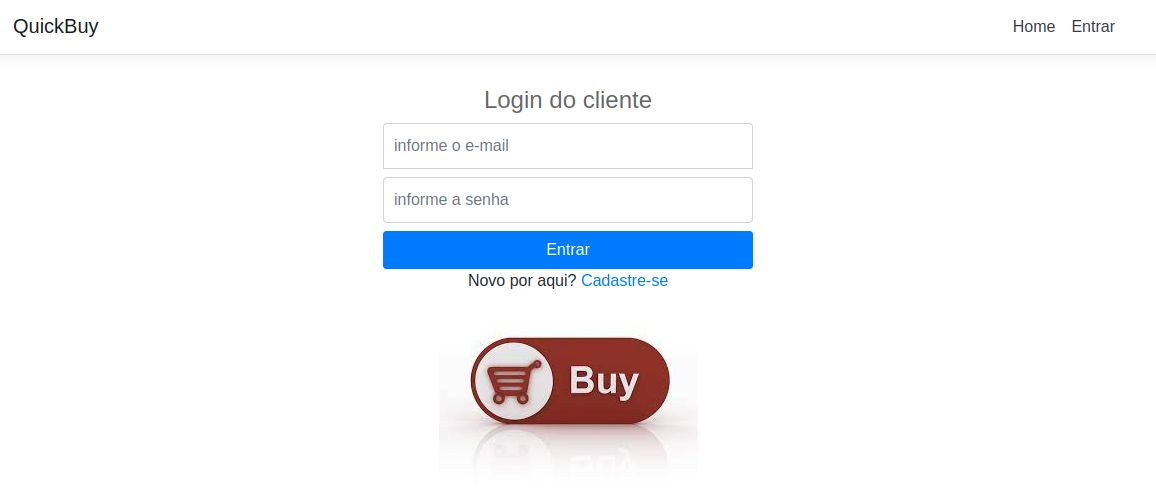 QuickBuy
Home Entrar
Login do cliente
informe o e-mail
informe a senha
Entrar
Novo por aqui? Cadastre-se
Buy